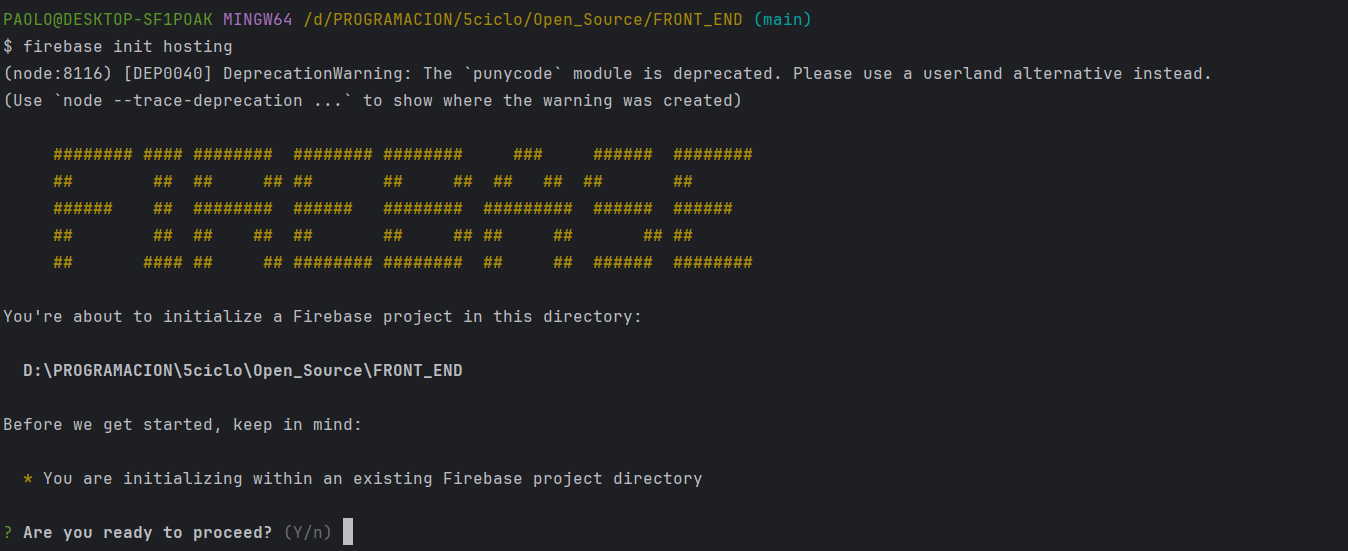 PAOLO@DESKTOP-SF1POAK MINGW64 /d/PROGRAMACION/5ciclo/Open_Source/FRONT_END (main)
$ firebase init hosting
(node:8116) [DEP0040] DeprecationWarning: The `punycode` module is deprecated. Please use a userland alternative instead.
(Use `node --trace-deprecation ...` to show where the warning was created)
     ######## #### ########  ######## ########     ###     ######  ########
     ##        ##  ##     ## ##       ##     ##  ##   ##  ##       ##
     ######    ##  ########  ######   ########  #########  ######  ######
     ##        ##  ##    ##  ##       ##     ## ##     ##       ## ##
     ##       #### ##     ## ######## ########  ##     ##  ######  ########
You're about to initialize a Firebase project in this directory:
D:\PROGRAMACION\5ciclo\Open_Source\FRONT_END
Before we get started, keep in mind:
* You are initializing within an existing Firebase project directory
? Are you ready to proceed? (Y/n)